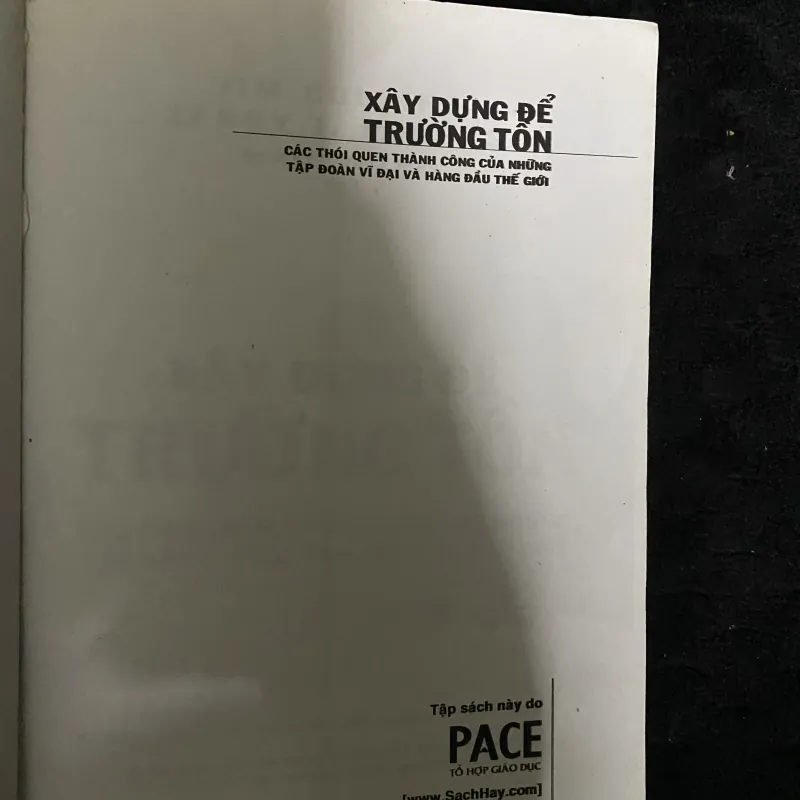 XÂY DỰNG ĐỂ
TRƯỜNG TỒN
CÁC THÓI QUEN THÀNH CÔNG CỦA NHỮNG
TẬP ĐOÀN VĨ ĐẠI VÀ HÀNG ĐẦU THẾ GIỚI
Tập sách này do
PACE
TỔ HỢP GIÁO DỤC
[www.SachHay.com]